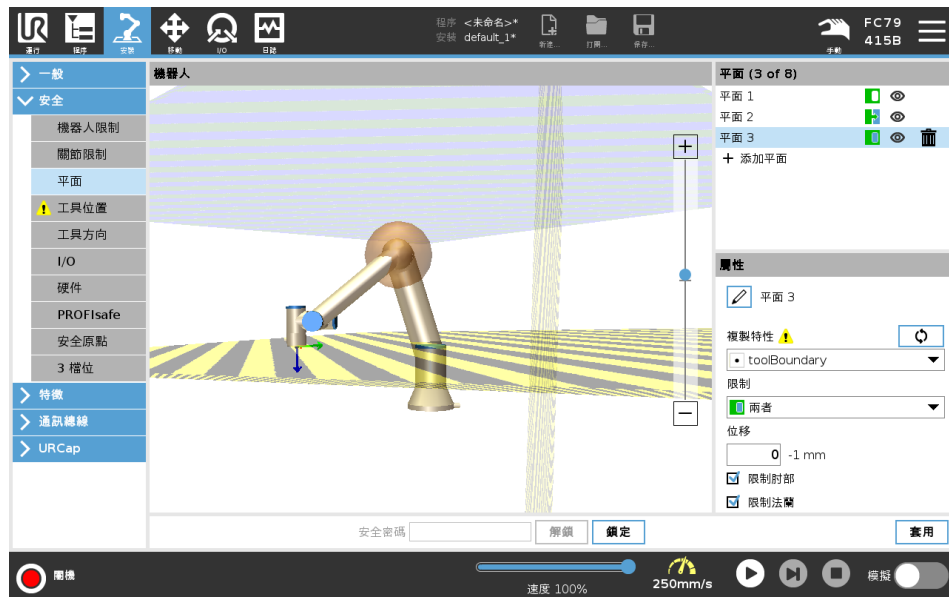 UR
運行
程序
安裝
移動
I/O
日誌
程序 <未命名>*
安装 default_1*
新建...
打開...
保存...
手動
FC79
415B
一般
安全
機器人限制
關節限制
平面
工具位置
工具方向
I/O
硬件
PROFIsafe
安全原點
3 檔位
特徵
通訊總線
URCap
機器人
平面 (3 of 8)
平面 1
平面 2
平面 3
添加平面
屬性
平面 3
複製特性
toolBoundary
限制
兩者
位移
0 -1 mm
限制肘部
限制法蘭
安全密碼
解鎖
鎖定
套用
關機
速度 100%
250mm/s
模擬